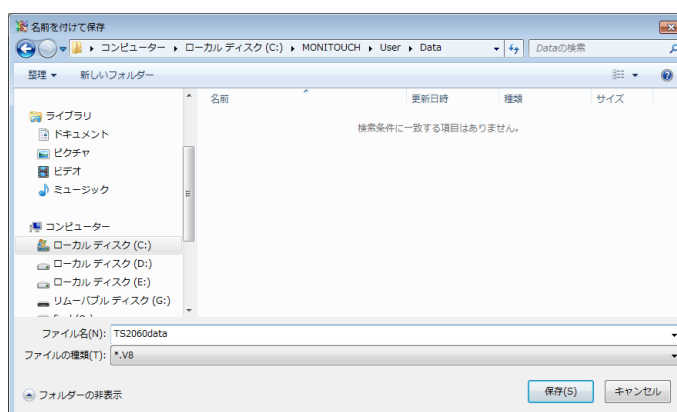 名前を付けて保存
コンピューター ▸ ローカル ディスク (C:) ▸ MONITOUCH ▸ User ▸ Data
Dataの検索
整理 新しいフォルダー
名前 更新日時 種類 サイズ
検索条件に一致する項目はありません。
ライブラリ
ドキュメント
ピクチャ
ビデオ
ミュージック
コンピューター
ローカル ディスク (C:)
ローカル ディスク (D:)
ローカル ディスク (E:)
リムーバブル ディスク (G:)
ファイル名(N): TS2060data
ファイルの種類(T): *.V8
フォルダーの非表示
保存(S) キャンセル